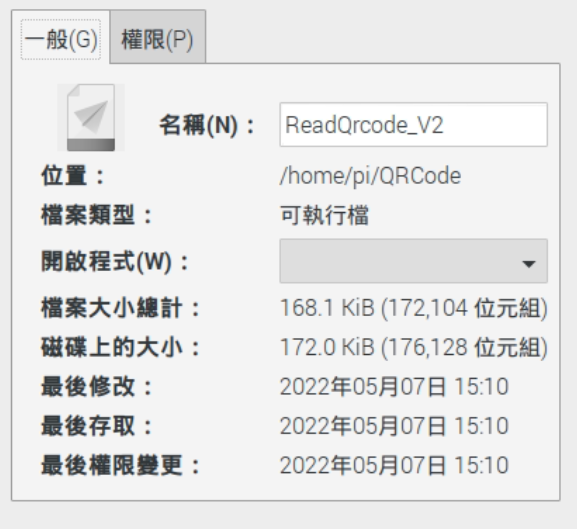 一般(G) 權限(P)
名稱(N)： ReadQrcode_V2
位置： /home/pi/QRCode
檔案類型： 可執行檔
開啟程式(W)：
檔案大小總計： 168.1 KiB (172,104 位元組)
磁碟上的大小： 172.0 KiB (176,128 位元組)
最後修改： 2022年05月07日 15:10
最後存取： 2022年05月07日 15:10
最後權限變更： 2022年05月07日 15:10